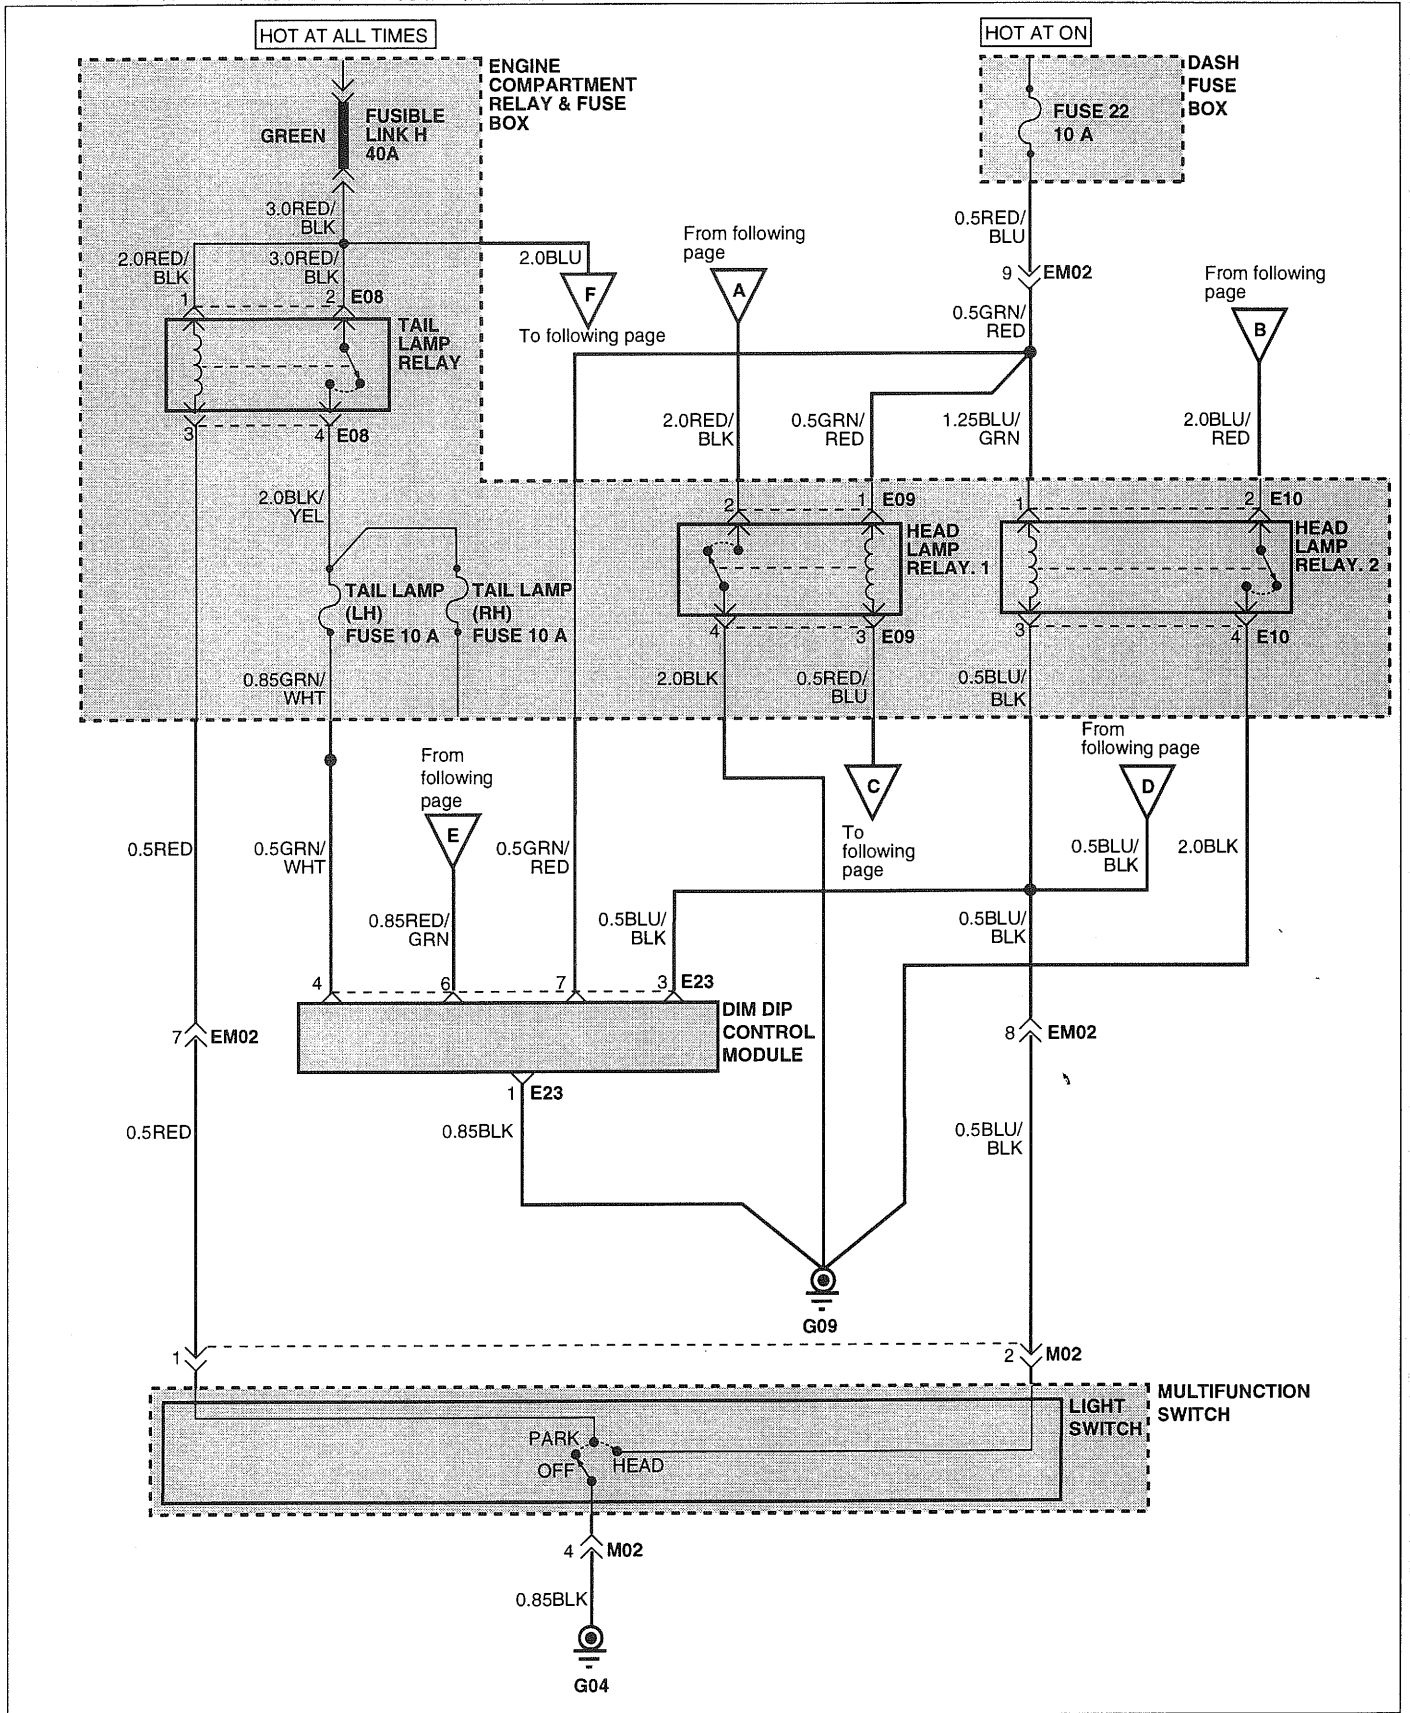 HOT AT ALL TIMES
HOT AT ON
ENGINE
COMPARTMENT
RELAY & FUSE
BOX
DASH
FUSE
BOX
GREEN
FUSIBLE
LINK H
40A
FUSE 22
10 A
3.0RED/
BLK
0.5RED/
BLU
2.0RED/
BLK
3.0RED/
BLK
2.0BLU
From following
page
9
EM02
From following
page
1
2
E08
F
A
B
0.5GRN/
RED
TAIL
LAMP
RELAY
To following page
3
4
E08
2.0RED/
BLK
0.5GRN/
RED
1.25BLU/
GRN
2.0BLU/
RED
2.0BLK/
YEL
2
1
E09
1
2
E10
HEAD
LAMP
RELAY. 1
HEAD
LAMP
RELAY. 2
TAIL LAMP
(LH)
FUSE 10 A
TAIL LAMP
(RH)
FUSE 10 A
4
3
E09
3
4
E10
0.85GRN/
WHT
2.0BLK
0.5RED/
BLU
0.5BLU/
BLK
From
following
page
From
following page
E
C
D
To
following
page
0.5RED
0.5GRN/
WHT
0.5GRN/
RED
0.5BLU/
BLK
2.0BLK
0.85RED/
GRN
0.5BLU/
BLK
0.5BLU/
BLK
4
6
7
3
E23
DIM DIP
CONTROL
MODULE
7
EM02
8
EM02
1
E23
0.5RED
0.85BLK
0.5BLU/
BLK
G09
1
2
M02
MULTIFUNCTION
SWITCH
LIGHT
SWITCH
PARK
OFF
HEAD
4
M02
0.85BLK
G04